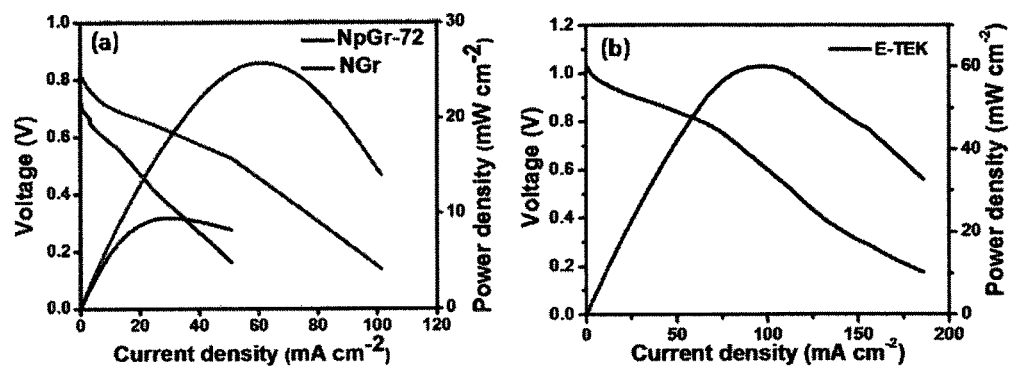 (a)
NpGr-72
NGr
Voltage (V)
1.0
0.8
0.6
0.4
0.2
0.0
0 20 40 60 80 100 120
Current density (mA cm-2)
30
20
10
0
Power density (mW cm-2)
(b)
E-TEK
Voltage (V)
1.2
1.0
0.8
0.6
0.4
0.2
0.0
0 50 100 150 200
Current density (mA cm-2)
60
40
20
0
Power density (mW cm-2)